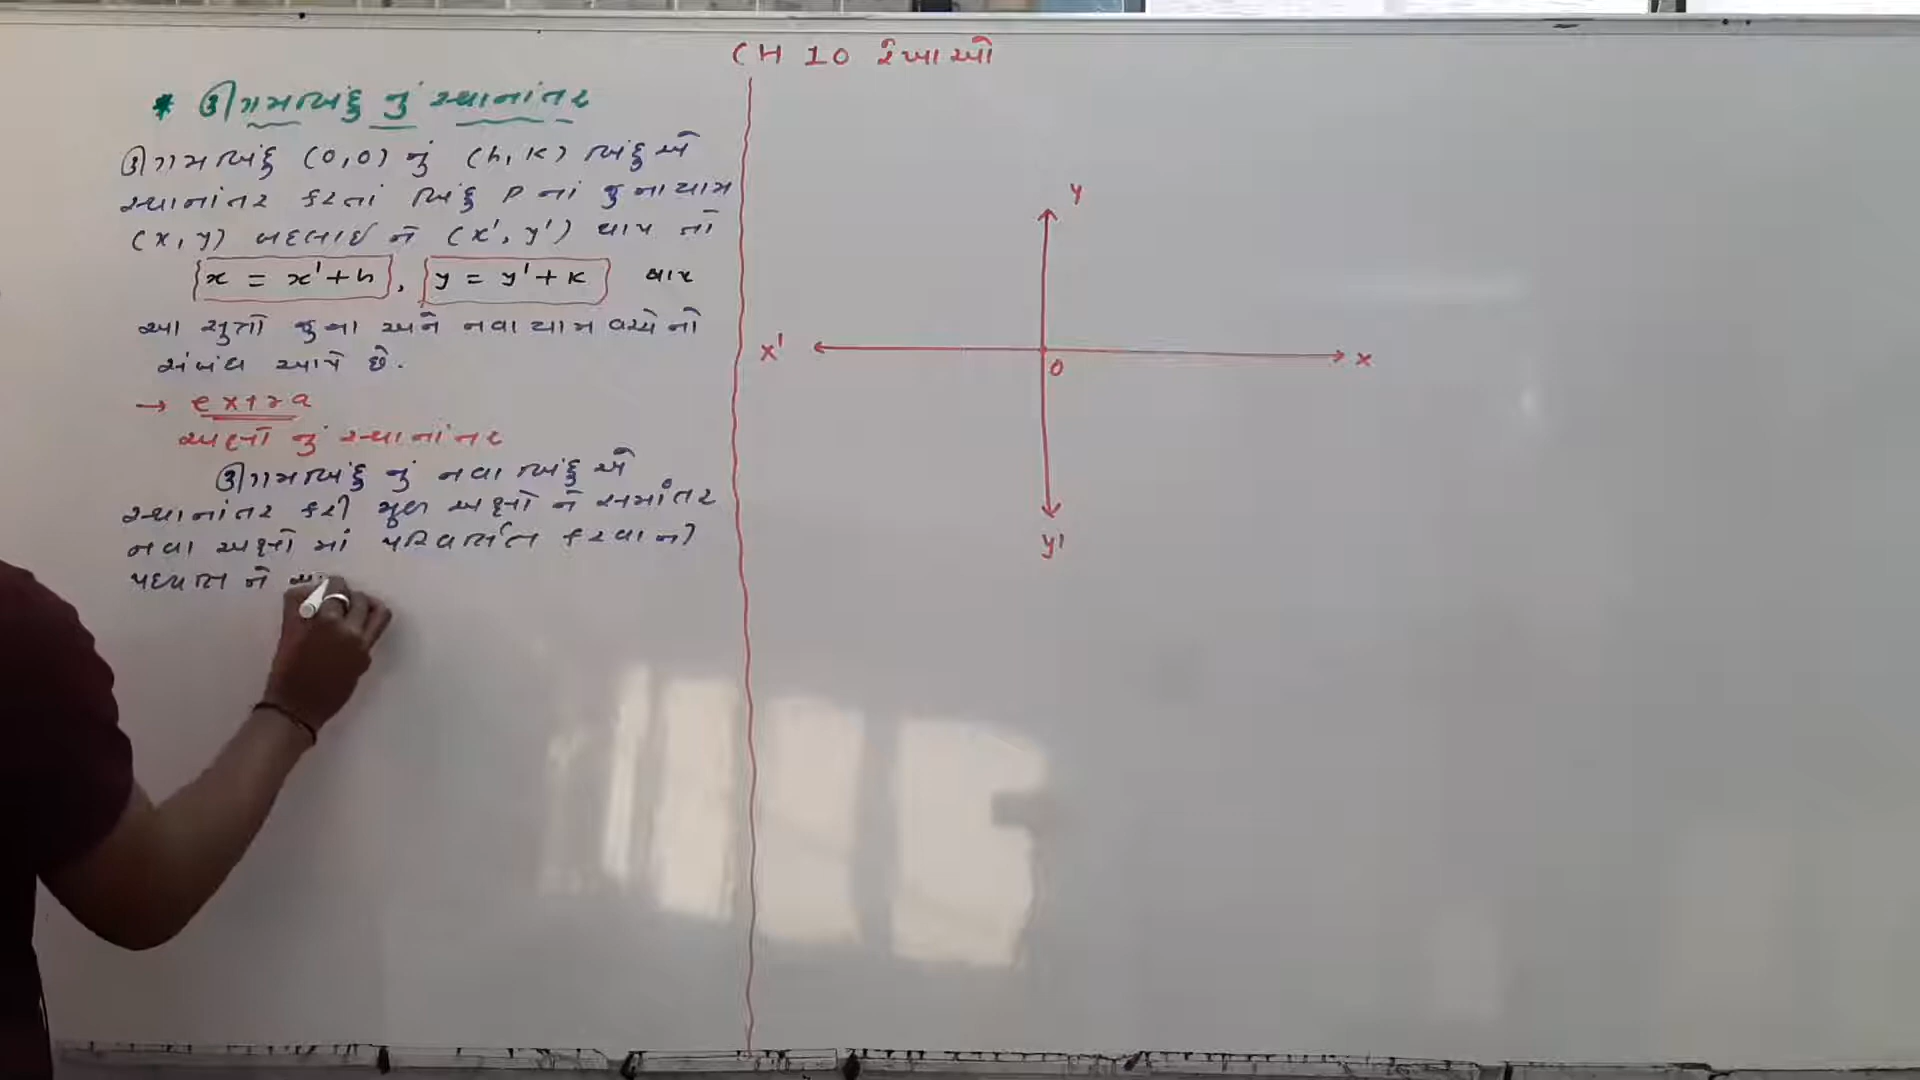 CH 10 રેખાઓ
* ઊગમબિંદુ નું સ્થાનાંતર
ઊગમબિંદુ (0,0) નું (h, k) બિંદુએ
સ્થાનાંતર કરતાં બિંદુ P નાં જુનાયામ
(x, y) બદલાઈ ને (x', y') થાય તો
x = x' + h , y = y' + k થાય
આ સુત્રો જુના અને નવા યામ વચ્ચે નો
સંબંધ આપે છે.
→ extra
અક્ષો નું સ્થાનાંતર
ઊગમબિંદુ નું નવા બિંદુ એ
સ્થાનાંતર કરી મુળ અક્ષો ને સમાંતર
નવા અક્ષો માં પરિવર્તિત કરવાની
પદ્ધતિ ને
y
x'
x
0
y'